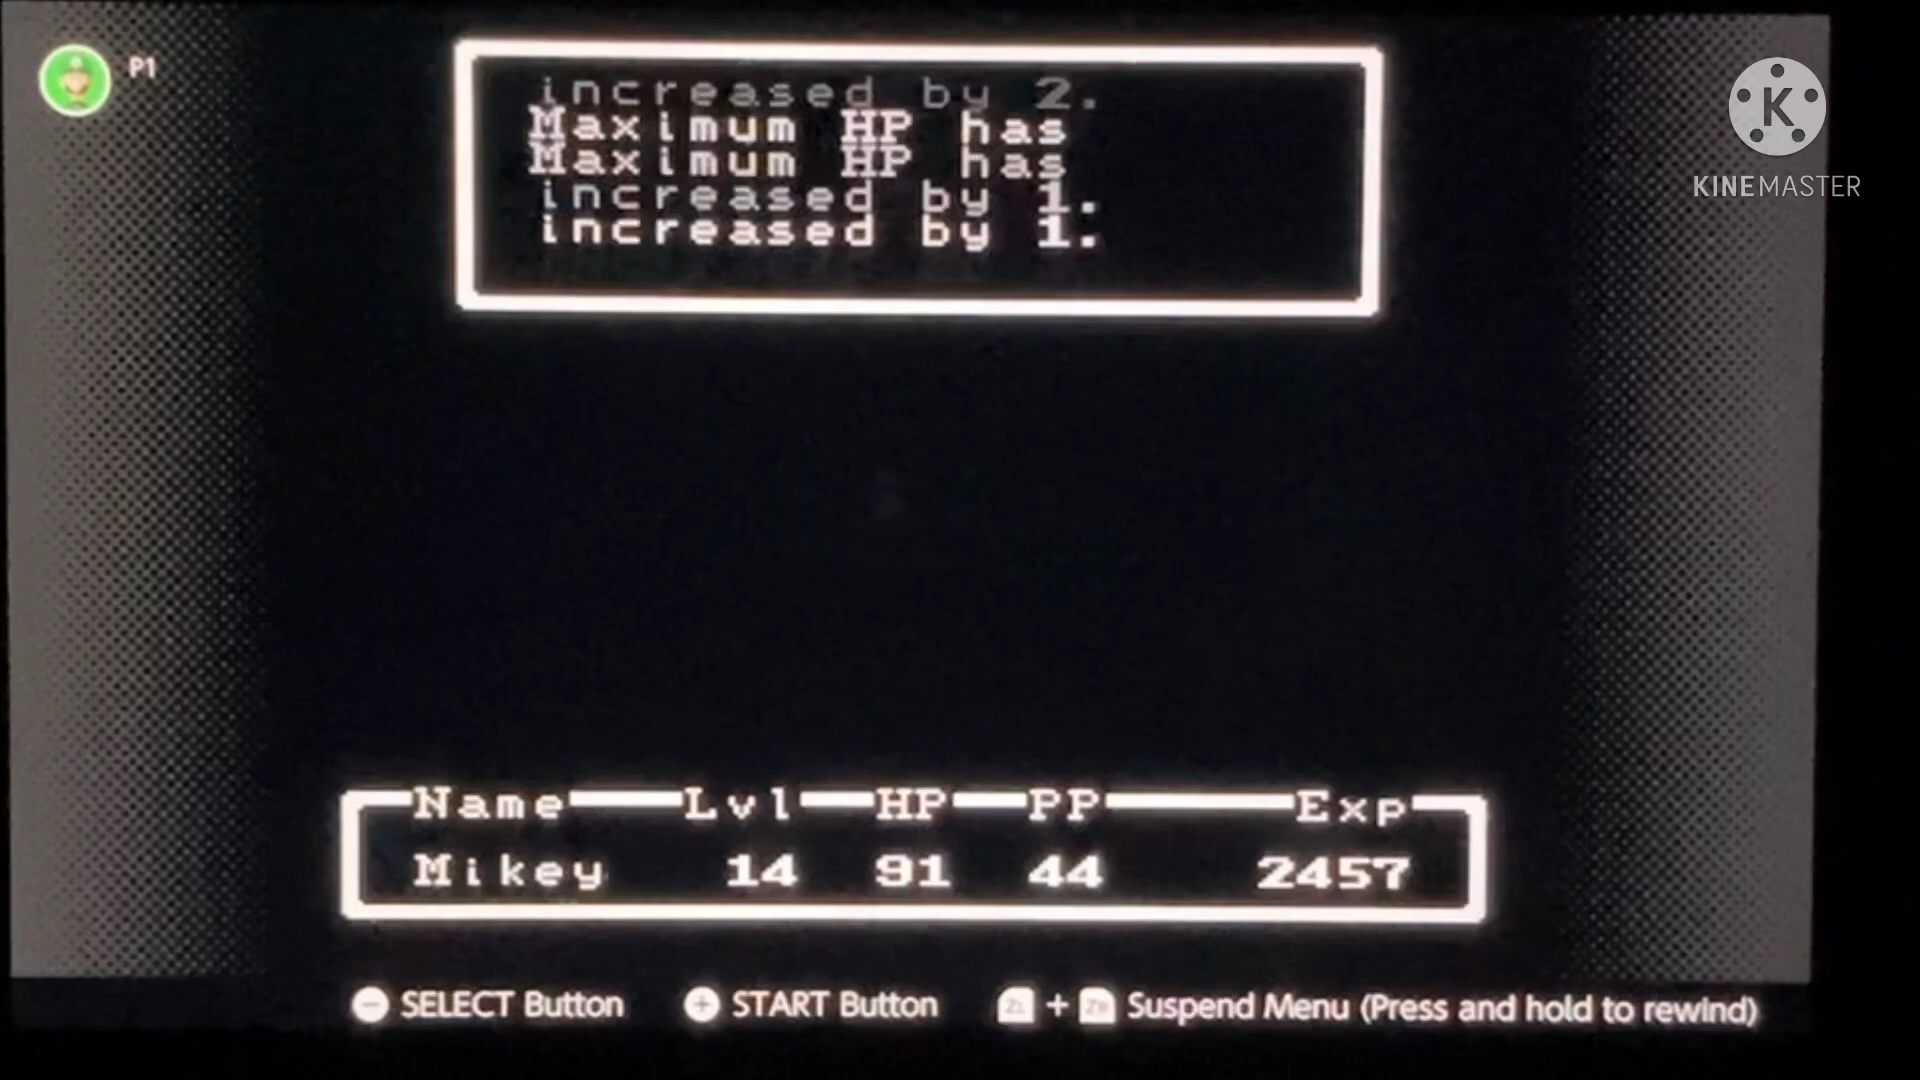 P1
increased by 2.
Maximum HP has
Maximum HP has
increased by 1.
increased by 1.
K
KINEMASTER
Name Lvl HP PP Exp
Mikey 14 91 44 2457
- SELECT Button + START Button ZL + ZR Suspend Menu (Press and hold to rewind)